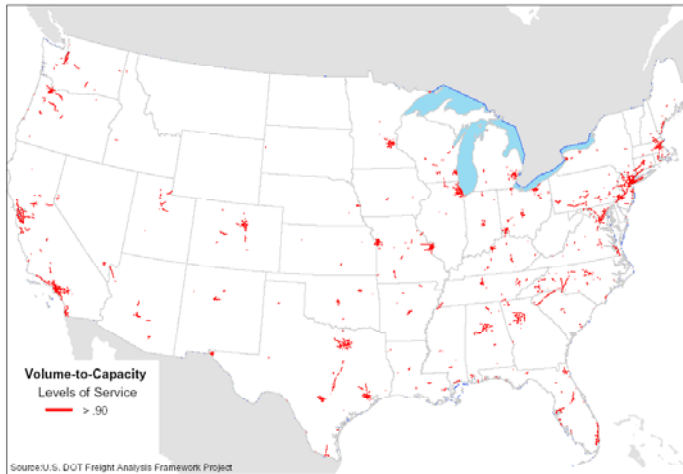 Volume-to-Capacity
Levels of Service
> .90
Source:U.S. DOT Freight Analysis Framework Project